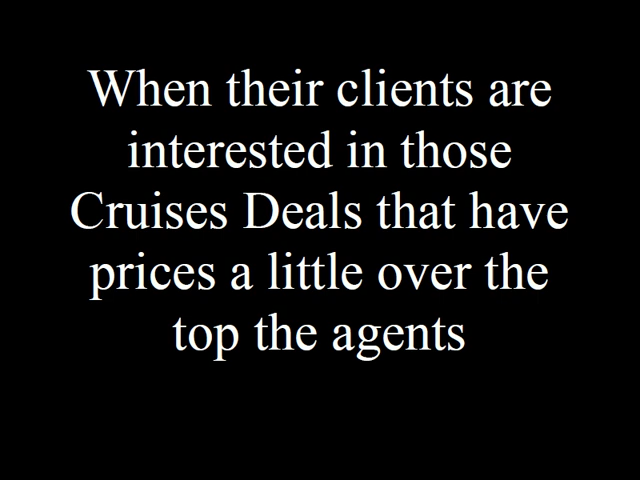 When their clients are
interested in those
Cruises Deals that have
prices a little over the
top the agents